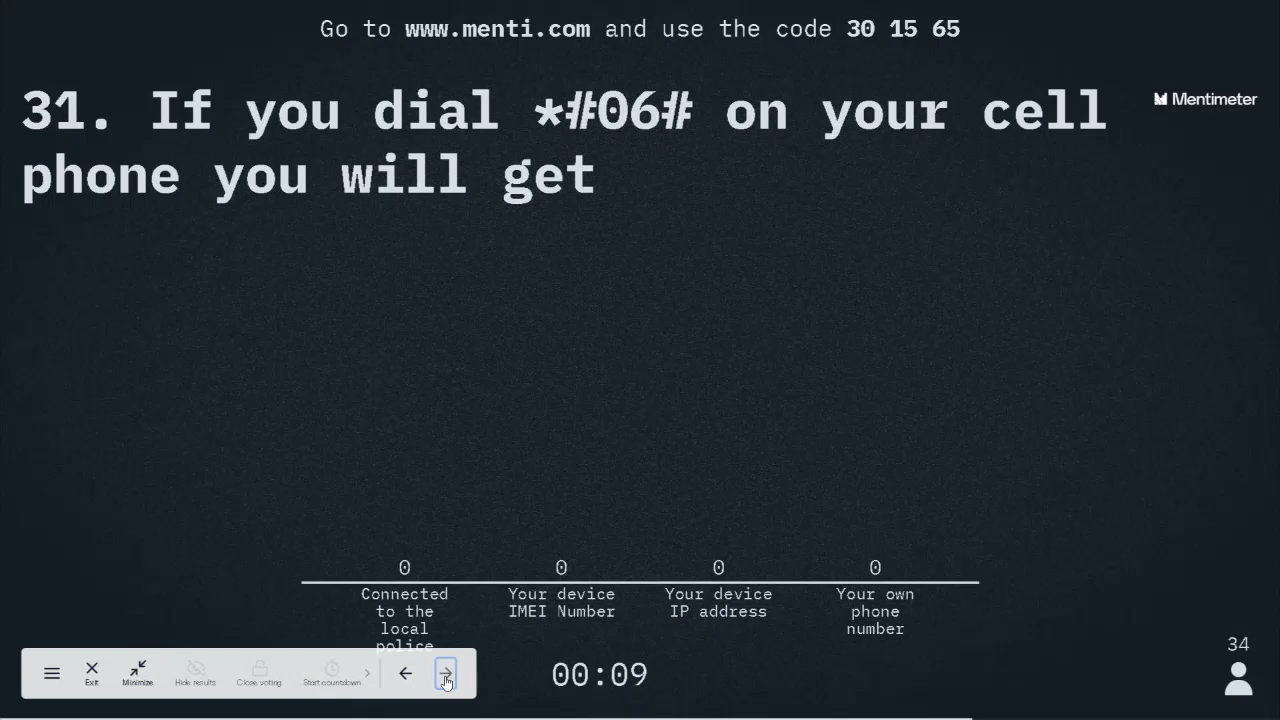 Go to www.menti.com and use the code 30 15 65
31. If you dial *#06# on your cell
phone you will get
Mentimeter
0
0
0
0
Connected
to the
local
police
Your device
IMEI Number
Your device
IP address
Your own
phone
number
Exit
Minimize
Hide results
Close voting
Start countdown
00:09
34